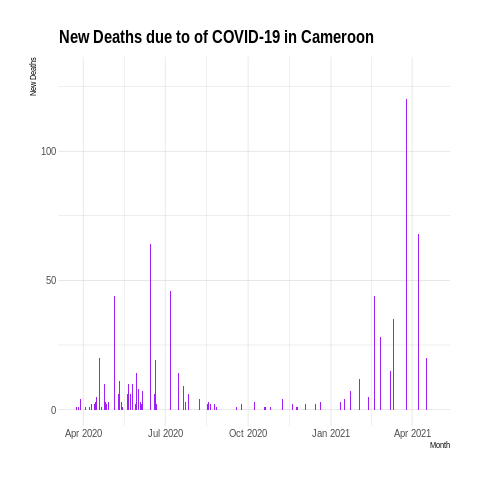 New Deaths due to of COVID-19 in Cameroon
New Deaths
100
50
0
Apr 2020 Jul 2020 Oct 2020 Jan 2021 Apr 2021
Month